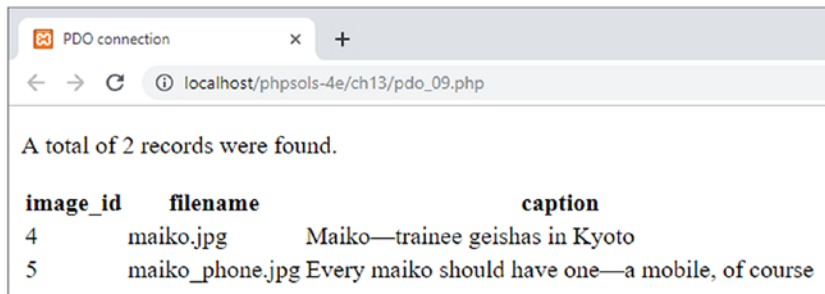 PDO connection
localhost/phpsols-4e/ch13/pdo_09.php
A total of 2 records were found.
image_id filename caption
4 maiko.jpg Maiko—trainee geishas in Kyoto
5 maiko_phone.jpg Every maiko should have one—a mobile, of course